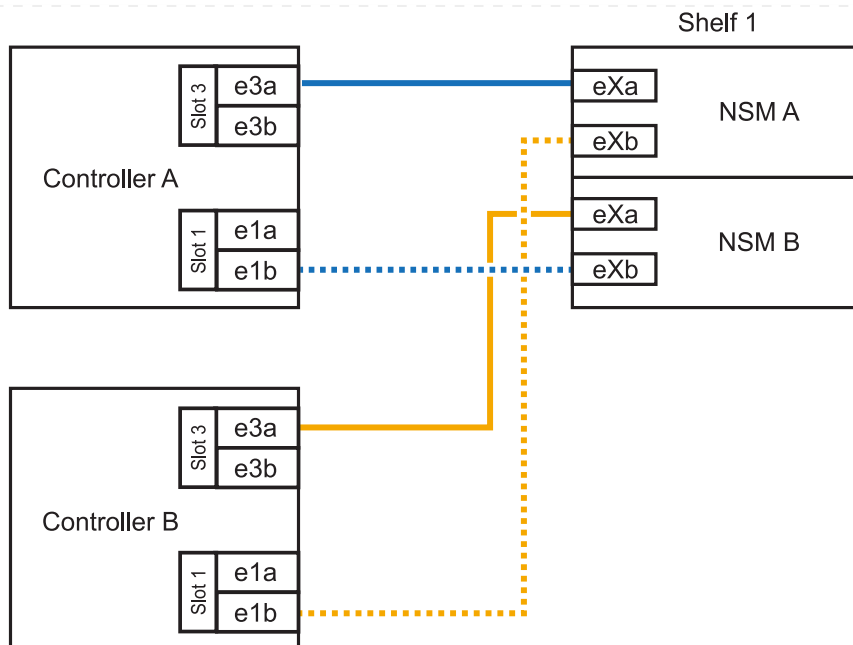 Shelf 1
Controller A
Slot 3
e3a
e3b
Slot 1
e1a
e1b
eXa
eXb
NSM A
eXa
eXb
NSM B
Controller B
Slot 3
e3a
e3b
Slot 1
e1a
e1b